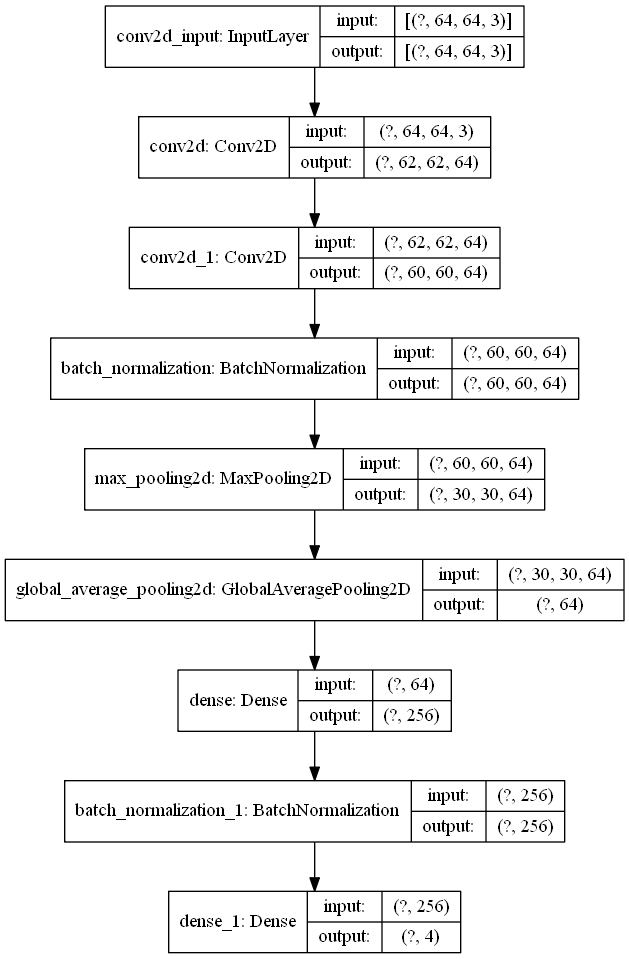 conv2d_input: InputLayer
input: [(?, 64, 64, 3)]
output: [(?, 64, 64, 3)]
conv2d: Conv2D
input: (?, 64, 64, 3)
output: (?, 62, 62, 64)
conv2d_1: Conv2D
input: (?, 62, 62, 64)
output: (?, 60, 60, 64)
batch_normalization: BatchNormalization
input: (?, 60, 60, 64)
output: (?, 60, 60, 64)
max_pooling2d: MaxPooling2D
input: (?, 60, 60, 64)
output: (?, 30, 30, 64)
global_average_pooling2d: GlobalAveragePooling2D
input: (?, 30, 30, 64)
output: (?, 64)
dense: Dense
input: (?, 64)
output: (?, 256)
batch_normalization_1: BatchNormalization
input: (?, 256)
output: (?, 256)
dense_1: Dense
input: (?, 256)
output: (?, 4)